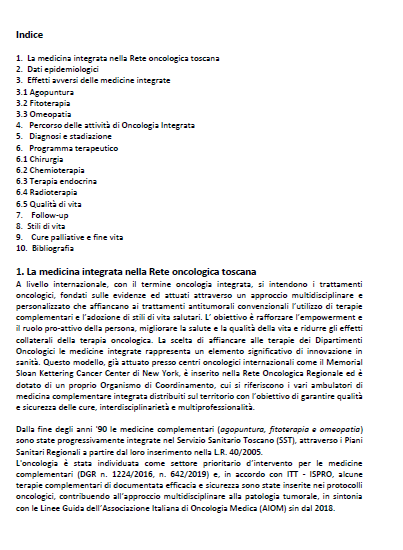 Indice
1. La medicina integrata nella Rete oncologica toscana
2. Dati epidemiologici
3. Effetti avversi delle medicine integrate
3.1 Agopuntura
3.2 Fitoterapia
3.3 Omeopatia
4. Percorso delle attività di Oncologia Integrata
5. Diagnosi e stadiazione
6. Programma terapeutico
6.1 Chirurgia
6.2 Chemioterapia
6.3 Terapia endocrina
6.4 Radioterapia
6.5 Qualità di vita
7. Follow-up
8. Stili di vita
9. Cure palliative e fine vita
10. Bibliografia
1. La medicina integrata nella Rete oncologica toscana
A livello internazionale, con il termine oncologia integrata, si intendono i trattamenti
oncologici, fondati sulle evidenze ed attuati attraverso un approccio multidisciplinare e
personalizzato che affiancano ai trattamenti antitumorali convenzionali l'utilizzo di terapie
complementari e l'adozione di stili di vita salutari. L' obiettivo è rafforzare l'empowerment e
il ruolo pro-attivo della persona, migliorare la salute e la qualità della vita e ridurre gli effetti
collaterali della terapia oncologica. La scelta di affiancare alle terapie dei Dipartimenti
Oncologici le medicine integrate rappresenta un elemento significativo di innovazione in
sanità. Questo modello, già attuato presso centri oncologici internazionali come il Memorial
Sloan Kettering Cancer Center di New York, è inserito nella Rete Oncologica Regionale ed è
dotato di un proprio Organismo di Coordinamento, cui si riferiscono i vari ambulatori di
medicina complementare integrata distribuiti sul territorio con l'obiettivo di garantire qualità
e sicurezza delle cure, interdisciplinarietà e multiprofessionalità.
Dalla fine degli anni '90 le medicine complementari (agopuntura, fitoterapia e omeopatia)
sono state progressivamente integrate nel Servizio Sanitario Toscano (SST), attraverso i Piani
Sanitari Regionali a partire dal loro inserimento nella L.R. 40/2005.
L'oncologia è stata individuata come settore prioritario d'intervento per le medicine
complementari (DGR n. 1224/2016, n. 642/2019) e, in accordo con ITT - ISPRO, alcune
terapie complementari di documentata efficacia e sicurezza sono state inserite nei protocolli
oncologici, contribuendo all'approccio multidisciplinare alla patologia tumorale, in sintonia
con le Linee Guida dell'Associazione Italiana di Oncologia Medica (AIOM) sin dal 2018.